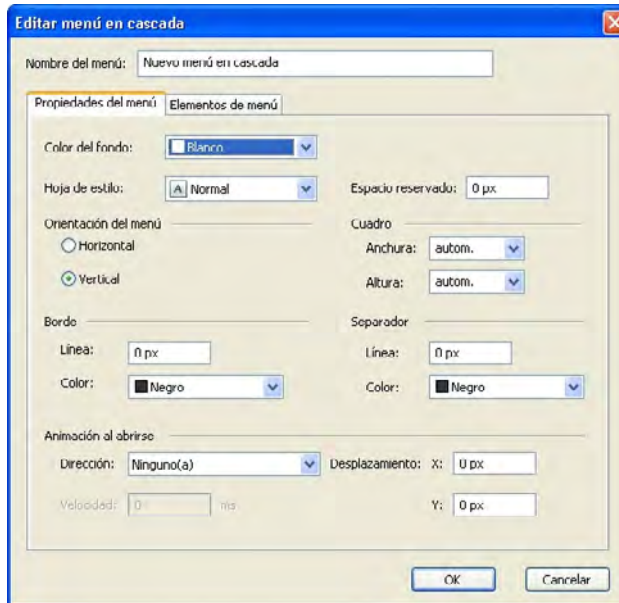 Editar menú en cascada
Nombre del menú: Nuevo menú en cascada
Propiedades del menú Elementos de menú
Color del fondo: Blanco
Hoja de estilo: A Normal Espacio reservado: 0 px
Orientación del menú Cuadro
Horizontal Anchura: autom.
Vertical Altura: autom.
Borde Separador
Línea: 0 px Línea: 0 px
Color: Negro Color: Negro
Animación al abrirse
Dirección: Ninguno(a) Desplazamiento: X: 0 px
Velocidad: 0 ms Y: 0 px
OK Cancelar